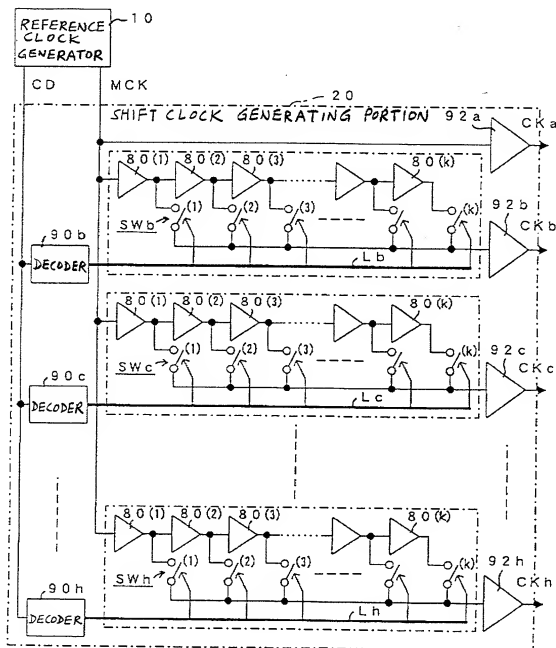 REFERENCE
CLOCK
GENERATOR
10
CD
MCK
20
SHIFT CLOCK GENERATING PORTION
92a
CKa
80(1)
80(2)
80(3)
80(k)
92b
CKb
(1)
(2)
(3)
(k)
SWb
90b
DECODER
Lb
80(1)
80(2)
80(3)
80(k)
92c
CKc
(1)
(2)
(3)
(k)
SWc
90c
DECODER
Lc
80(1)
80(2)
80(3)
80(k)
92h
CKh
(1)
(2)
(3)
(k)
SWh
90h
DECODER
Lh